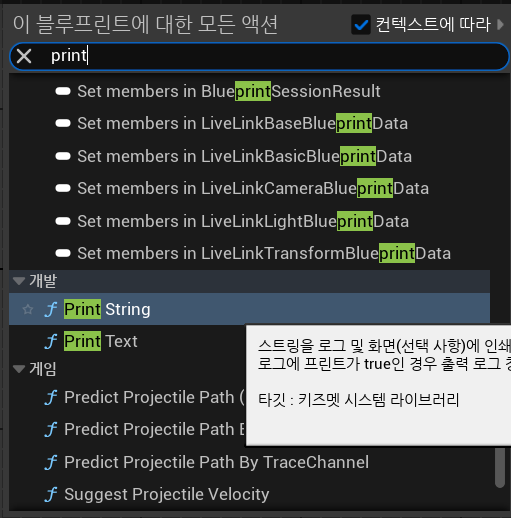 이 블루프린트에 대한 모든 액션
컨텍스트에 따라
print
Set members in BlueprintSessionResult
Set members in LiveLinkBaseBlueprintData
Set members in LiveLinkBasicBlueprintData
Set members in LiveLinkCameraBlueprintData
Set members in LiveLinkLightBlueprintData
Set members in LiveLinkTransformBlueprintData
개발
Print String
Print Text
스트링을 로그 및 화면(선택 사항)에 인쇄
로그에 프린트가 true인 경우 출력 로그 창
타깃 : 키즈멧 시스템 라이브러리
게임
Predict Projectile Path (
Predict Projectile Path
Predict Projectile Path By TraceChannel
Suggest Projectile Velocity